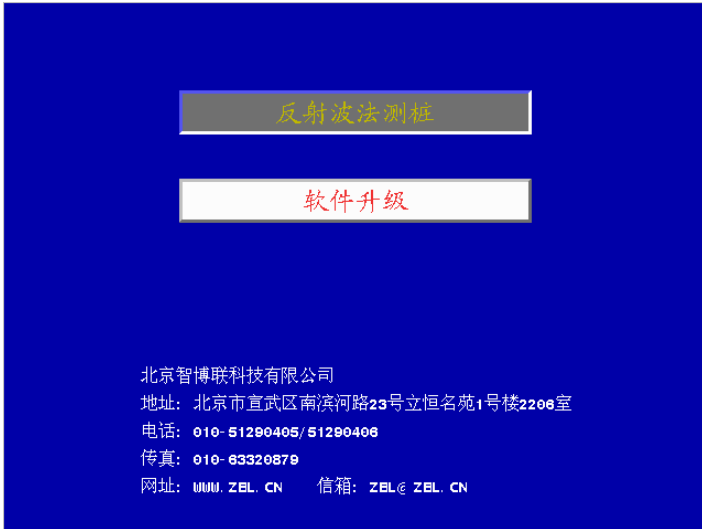 反射波法测桩
软件升级
北京智博联科技有限公司
地址: 北京市宣武区南滨河路23号立恒名苑1号楼2206室
电话: 010-51290405/51290406
传真: 010-63320879
网址: WWW.ZBL.CN 信箱: ZBL@ZBL.CN